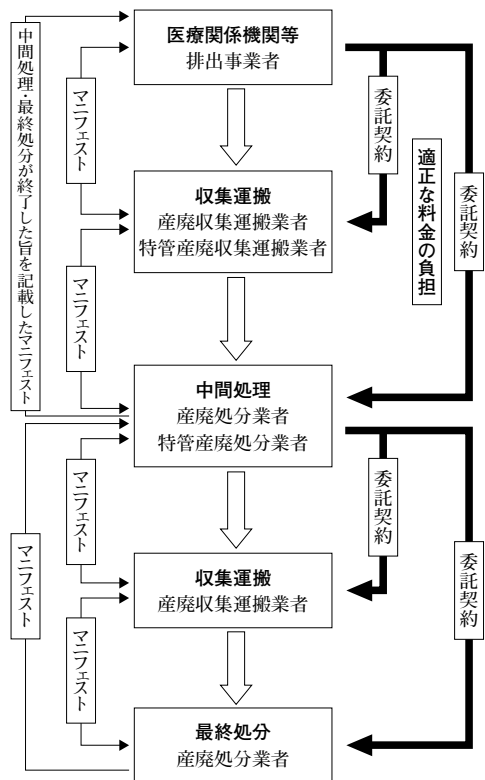 医療関係機関等
排出事業者
中間処理・最終処分が終了した旨を記載したマニフェスト
マニフェスト
委託契約
適正な料金の負担
委託契約
収集運搬
産廃収集運搬業者
特管産廃収集運搬業者
マニフェスト
中間処理
産廃処分業者
特管産廃処分業者
マニフェスト
マニフェスト
委託契約
委託契約
収集運搬
産廃収集運搬業者
マニフェスト
最終処分
産廃処分業者